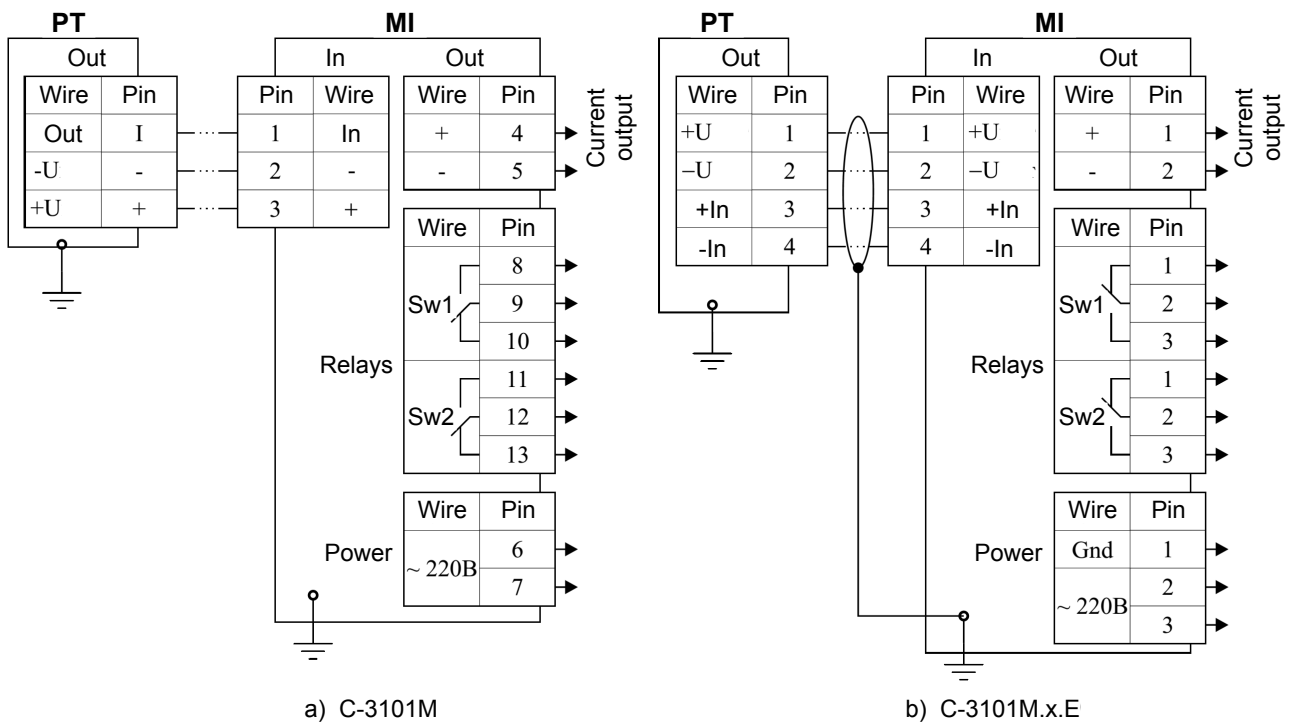 PT MI
Out In Out
Wire Pin Pin Wire Wire Pin
Out I 1 In + 4
-U - 2 - - 5
+U + 3 +
Current output
Wire Pin
8
Sw1 9
10
Relays
11
Sw2 12
13
Wire Pin
Power ~ 220В 6
7
a) C-3101M
PT MI
Out In Out
Wire Pin Pin Wire Wire Pin
+U 1 1 +U + 1
–U 2 2 –U - 2
+In 3 3 +In
-In 4 4 -In
Current output
Wire Pin
1
Sw1 2
3
Relays
1
Sw2 2
3
Wire Pin
Power Gnd 1
~ 220В 2
3
b) C-3101M.x.E